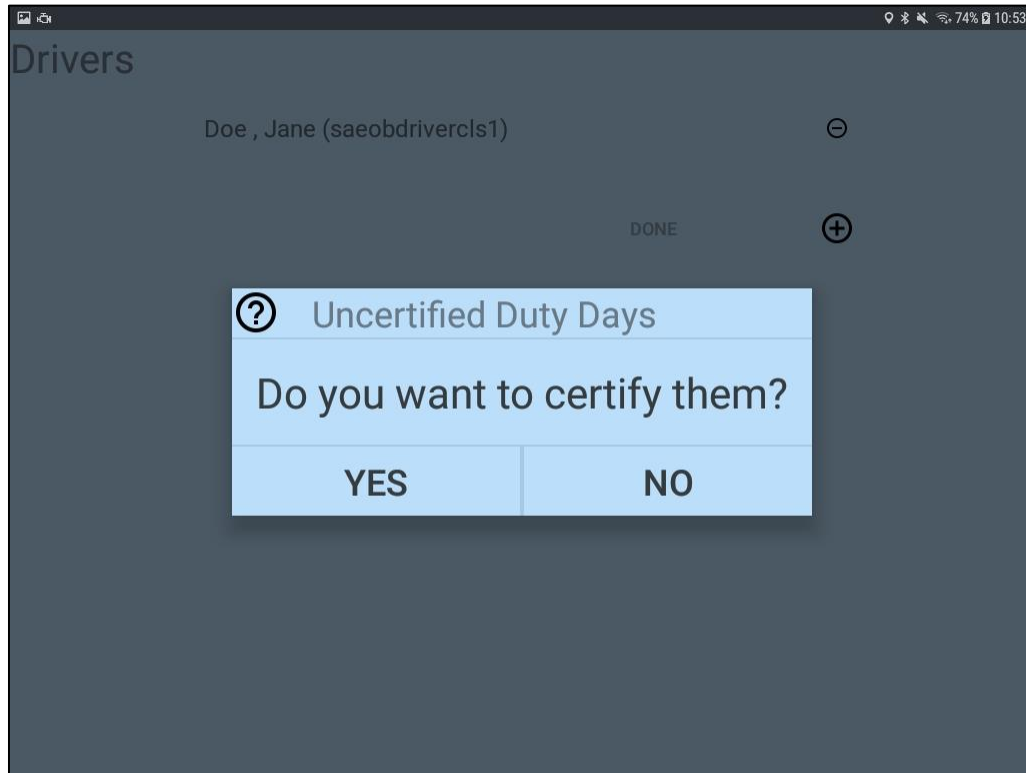 74% 10:53
Drivers
Doe , Jane (saeobdrivercls1)
DONE
Uncertified Duty Days
Do you want to certify them?
YES NO